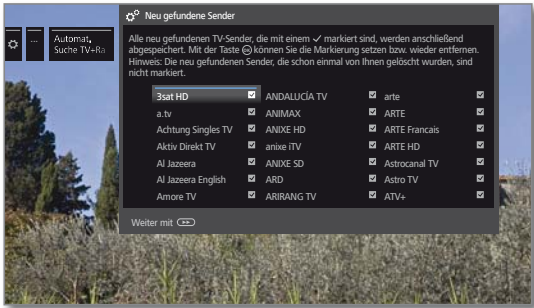 Neu gefundene Sender
...
Automat.
Suche TV+Ra
Alle neu gefundenen TV-Sender, die mit einem ✓ markiert sind, werden anschließend
abgespeichert. Mit der Taste OK können Sie die Markierung setzen bzw. wieder entfernen.
Hinweis: Die neu gefundenen Sender, die schon einmal von Ihnen gelöscht wurden, sind
nicht markiert.
3sat HD ANDALUCÍA TV arte
a.tv ANIMAX ARTE
Achtung Singles TV ANIXE HD ARTE Francais
Aktiv Direkt TV anixe iTV ARTE HD
Al Jazeera ANIXE SD Astrocanal TV
Al Jazeera English ARD Astro TV
Amore TV ARIRANG TV ATV+
Weiter mit